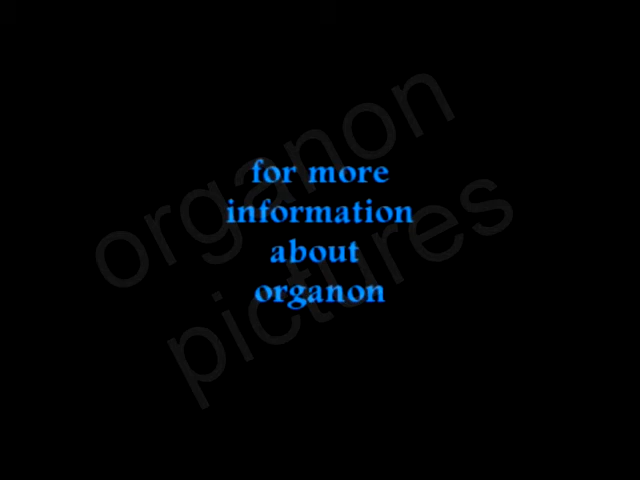 for more
information
about
organon
organon
pictures